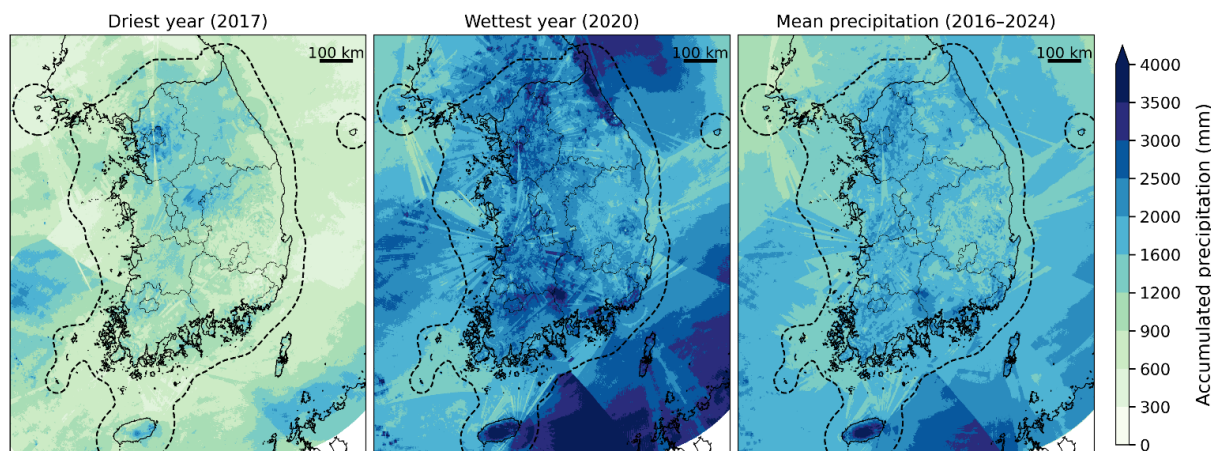 Driest year (2017)
Wettest year (2020)
Mean precipitation (2016–2024)
100 km
100 km
100 km
4000
3500
3000
2500
2000
1600
1200
900
600
300
0
Accumulated precipitation (mm)